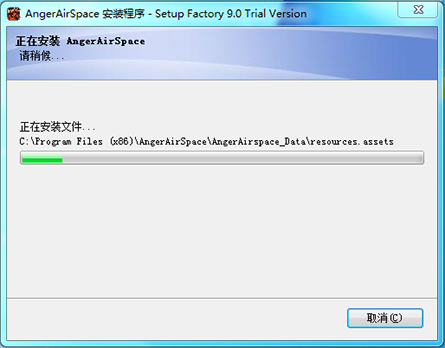 AngerAirSpace 安装程序 - Setup Factory 9.0 Trial Version
正在安装 AngerAirSpace
请稍候...
正在安装文件...
C:\Program Files (x86)\AngerAirSpace\AngerAirspace_Data\resources.assets
取消(C)